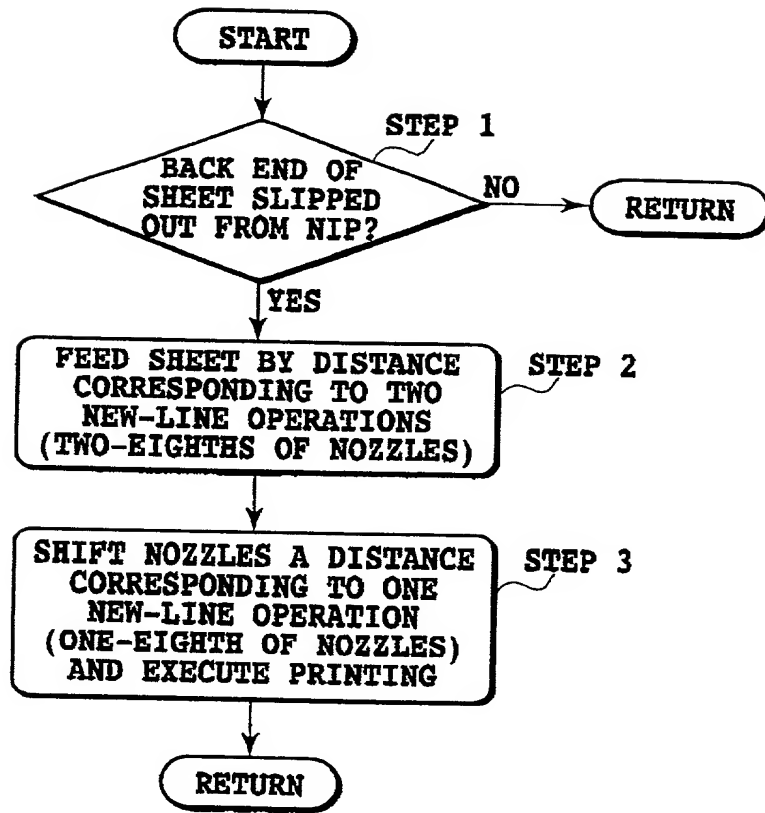 START
STEP 1
BACK END OF
SHEET SLIPPED
OUT FROM NIP?
NO
RETURN
YES
FEED SHEET BY DISTANCE
CORRESPONDING TO TWO
NEW-LINE OPERATIONS
(TWO-EIGHTHS OF NOZZLES)
STEP 2
SHIFT NOZZLES A DISTANCE
CORRESPONDING TO ONE
NEW-LINE OPERATION
(ONE-EIGHTH OF NOZZLES)
AND EXECUTE PRINTING
STEP 3
RETURN